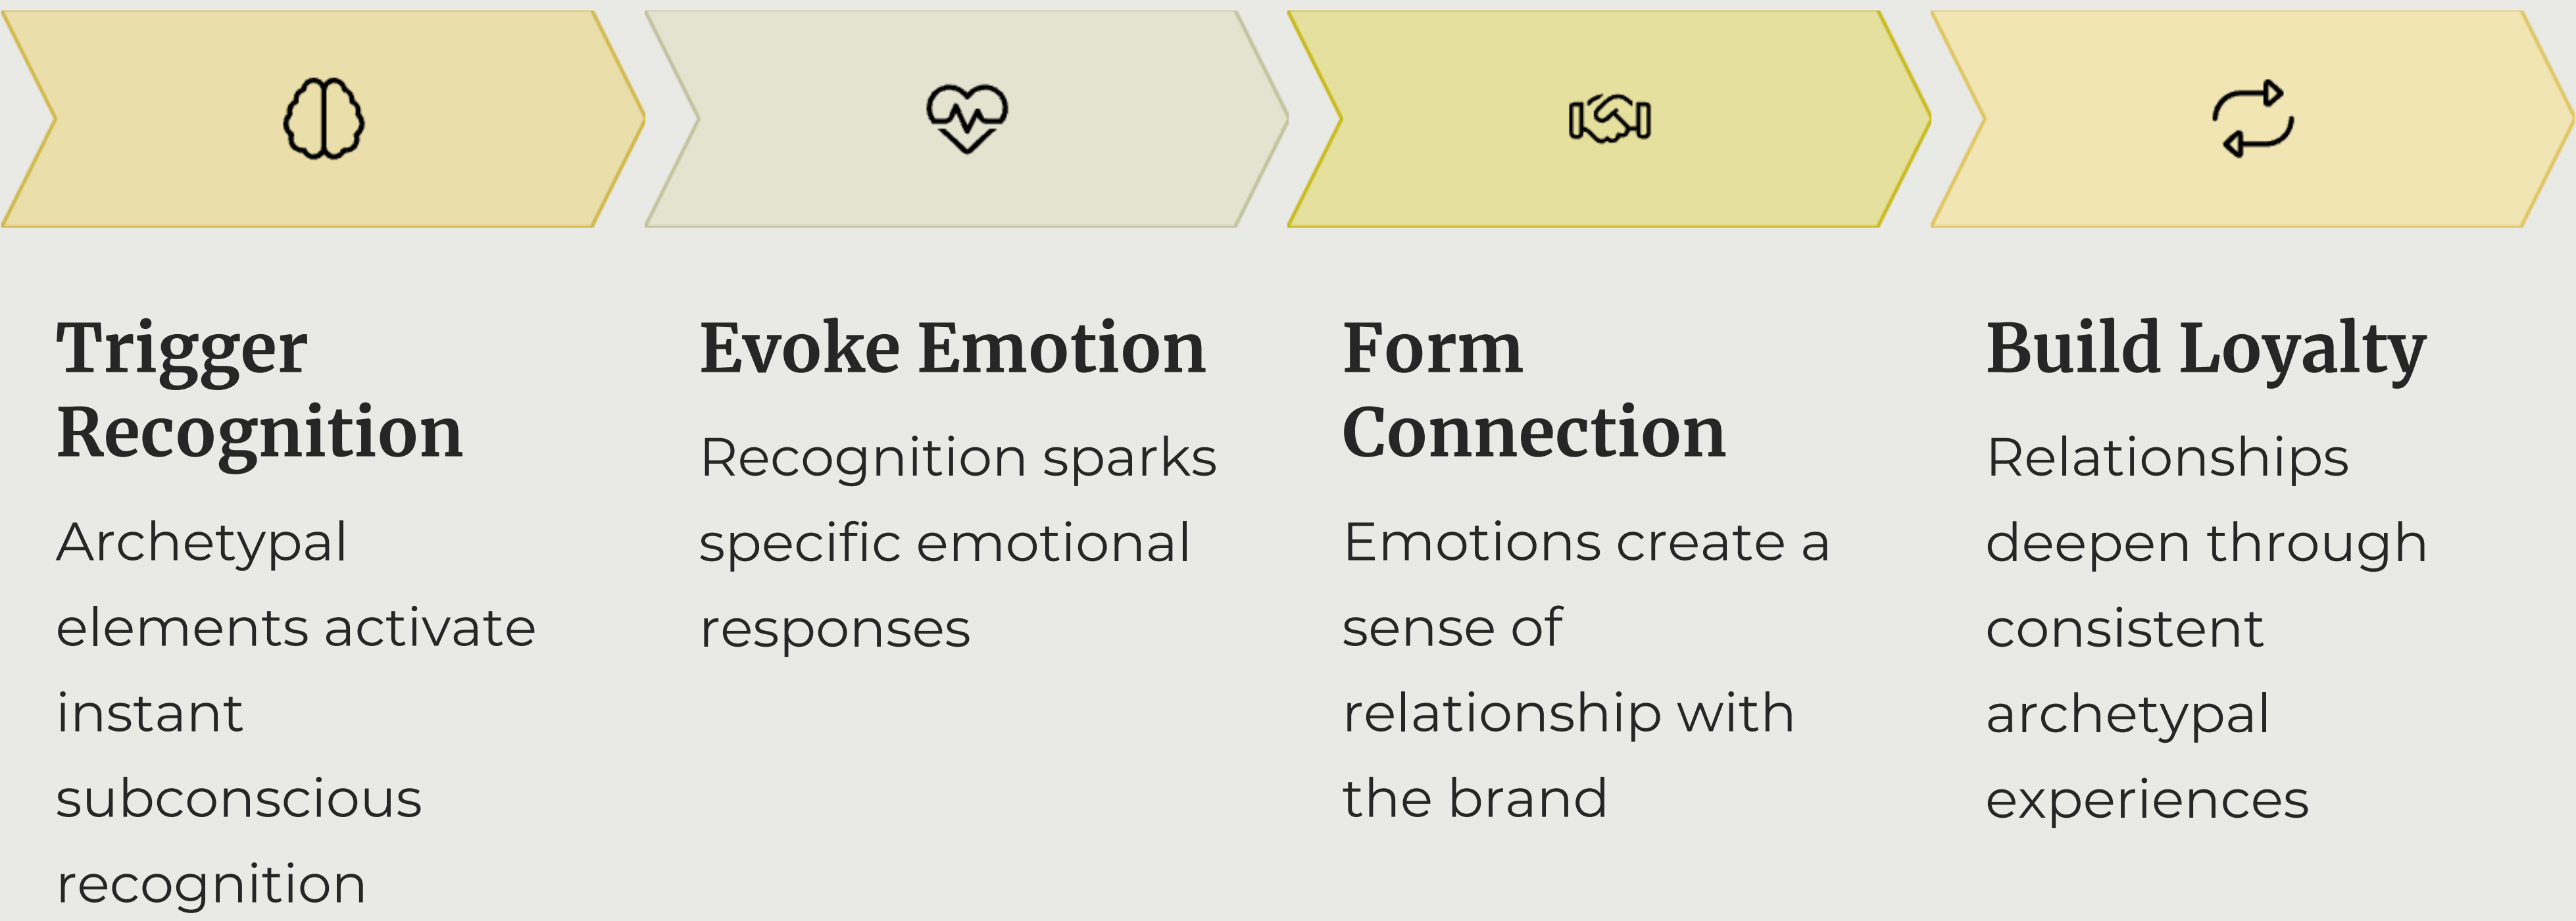 Trigger
Recognition
Archetypal
elements activate
instant
subconscious
recognition
Evoke Emotion
Recognition sparks
specific emotional
responses
Form
Connection
Emotions create a
sense of
relationship with
the brand
Build Loyalty
Relationships
deepen through
consistent
archetypal
experiences